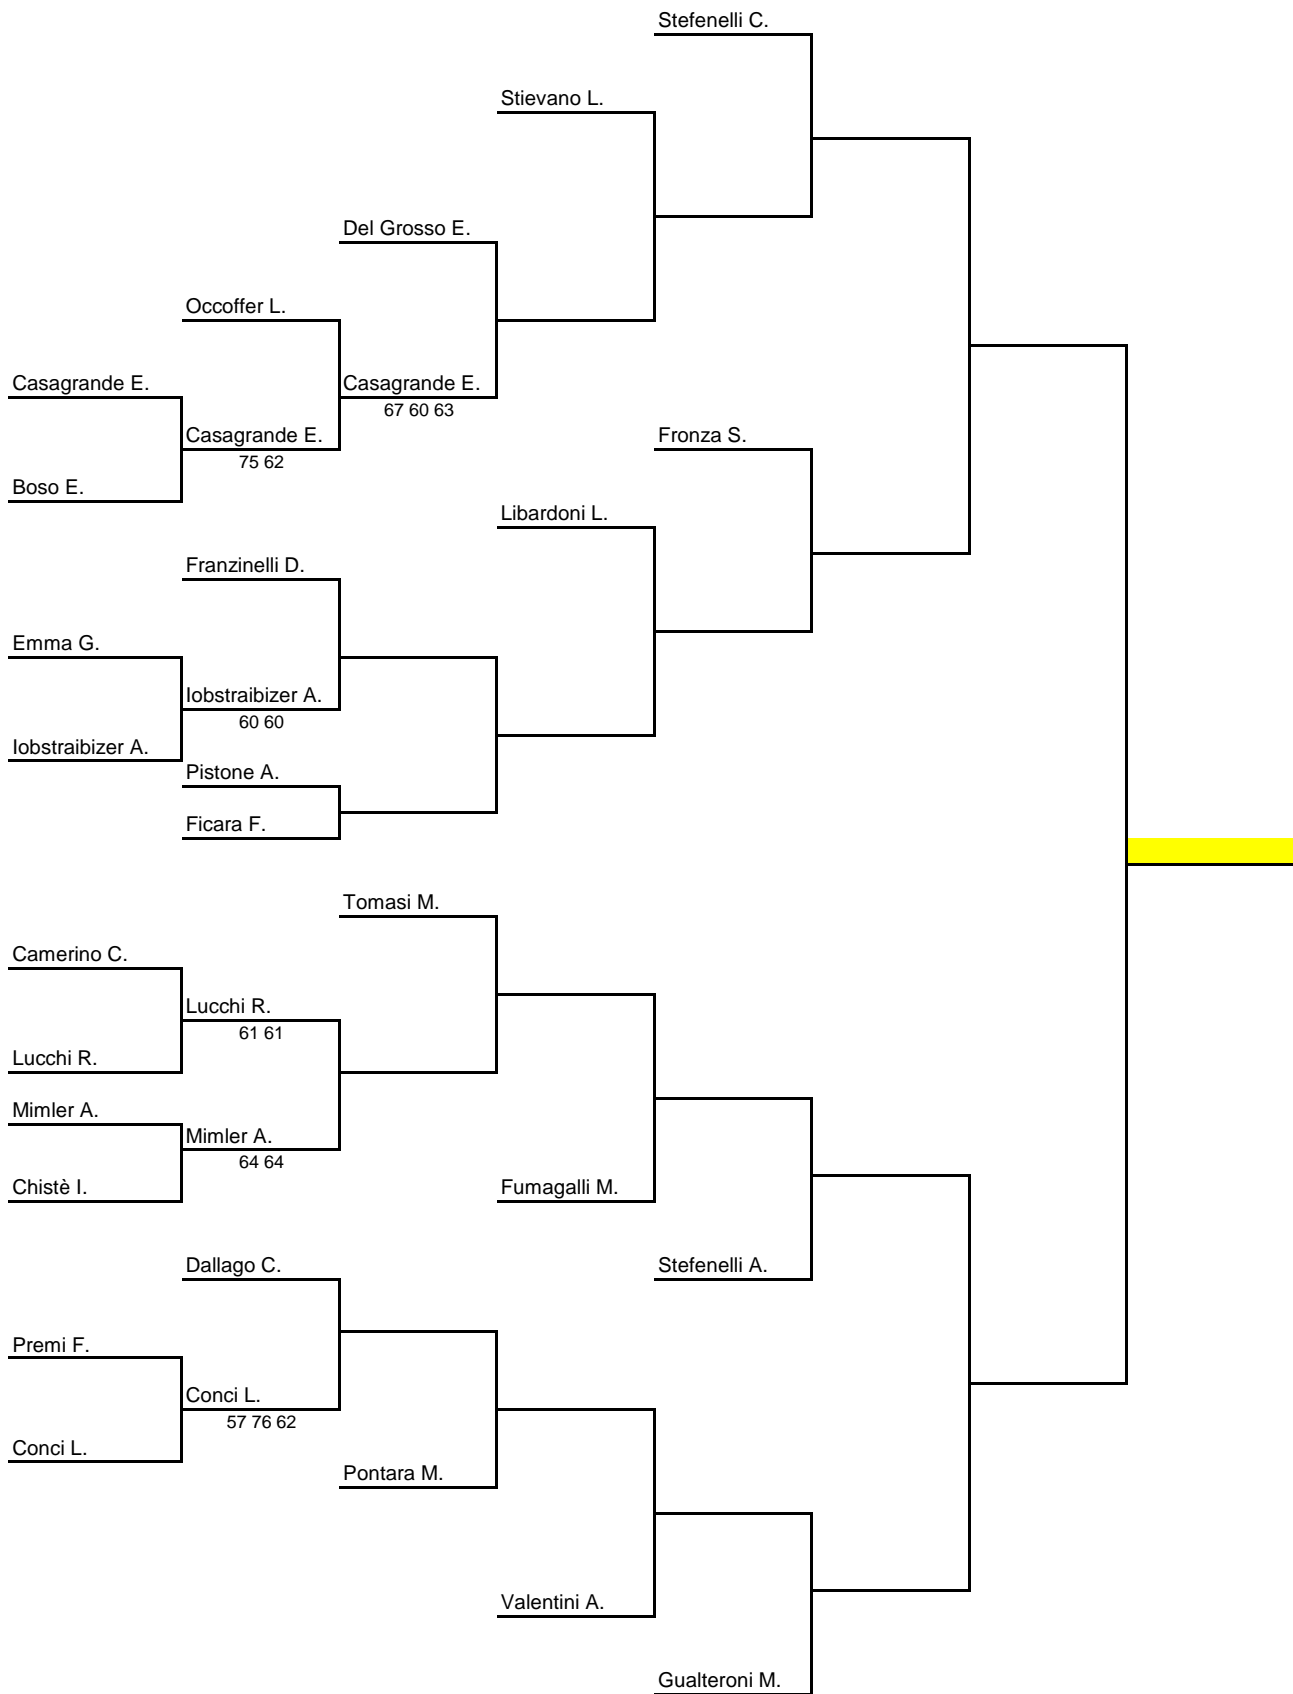 Stefenelli C.
Stievano L.
Del Grosso E.
Occoffer L.
Casagrande E.
Casagrande E.
67 60 63
Casagrande E.
75 62
Fronza S.
Boso E.
Libardoni L.
Franzinelli D.
Emma G.
Iobstraibizer A.
60 60
Iobstraibizer A.
Pistone A.
Ficara F.
Tomasi M.
Camerino C.
Lucchi R.
61 61
Lucchi R.
Mimler A.
Mimler A.
64 64
Chistè I.
Fumagalli M.
Dallago C.
Stefenelli A.
Premi F.
Conci L.
57 76 62
Conci L.
Pontara M.
Valentini A.
Gualteroni M.